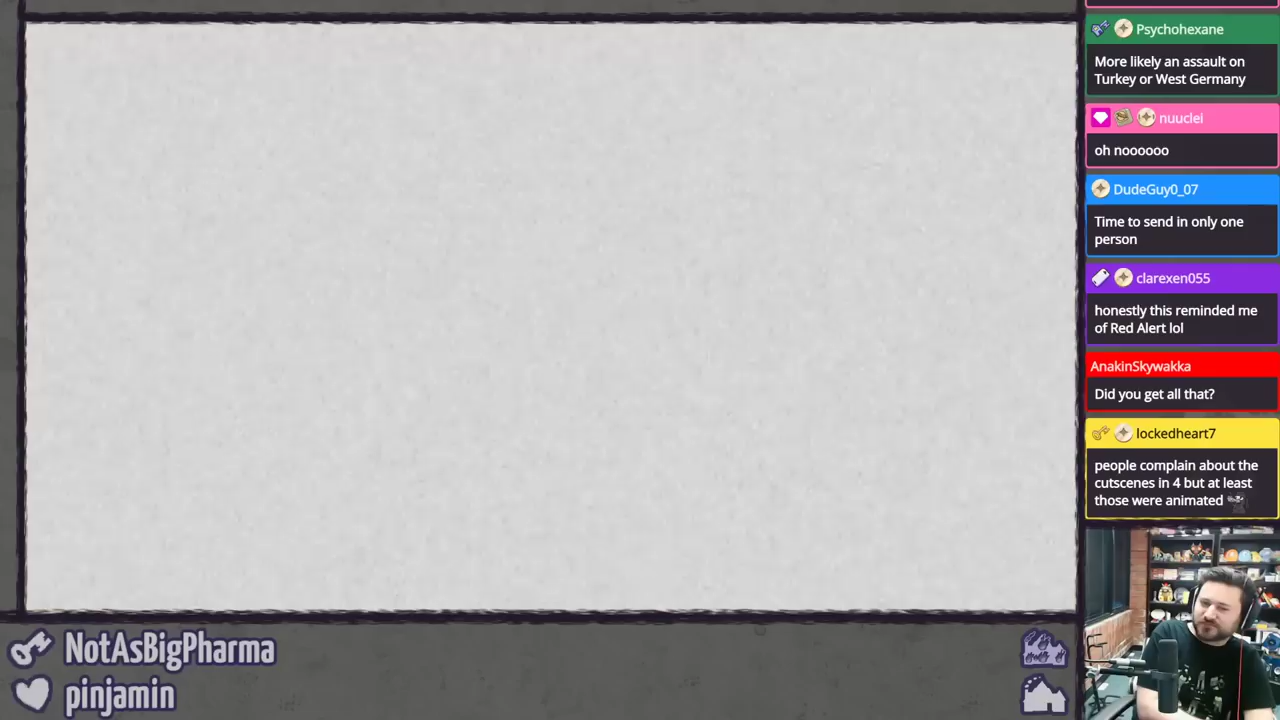 Psychohexane
More likely an assault on
Turkey or West Germany
nuuclei
oh noooooo
DudeGuy0_07
Time to send in only one
person
clarexen055
honestly this reminded me
of Red Alert lol
AnakinSkywakka
Did you get all that?
lockedheart7
people complain about the
cutscenes in 4 but at least
those were animated
NotAsBigPharma
pinjamin